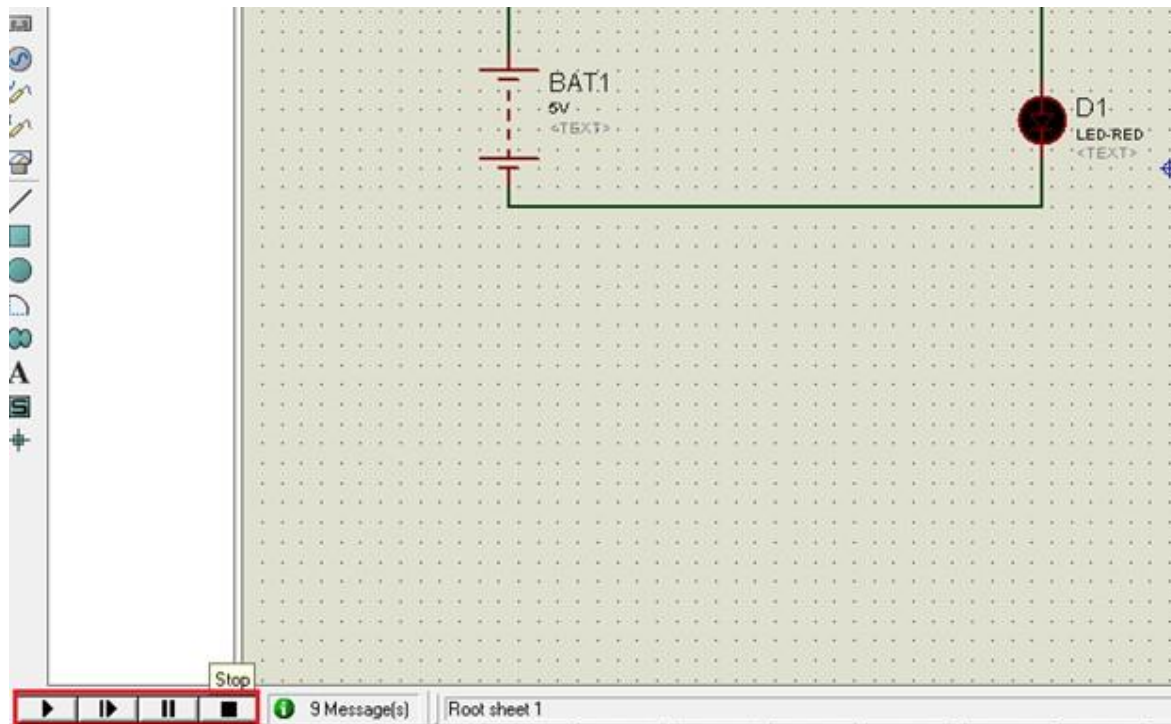 BAT1
5V
<TEXT>
D1
LED-RED
<TEXT>
A
S
Stop
9 Message(s)
Root sheet 1